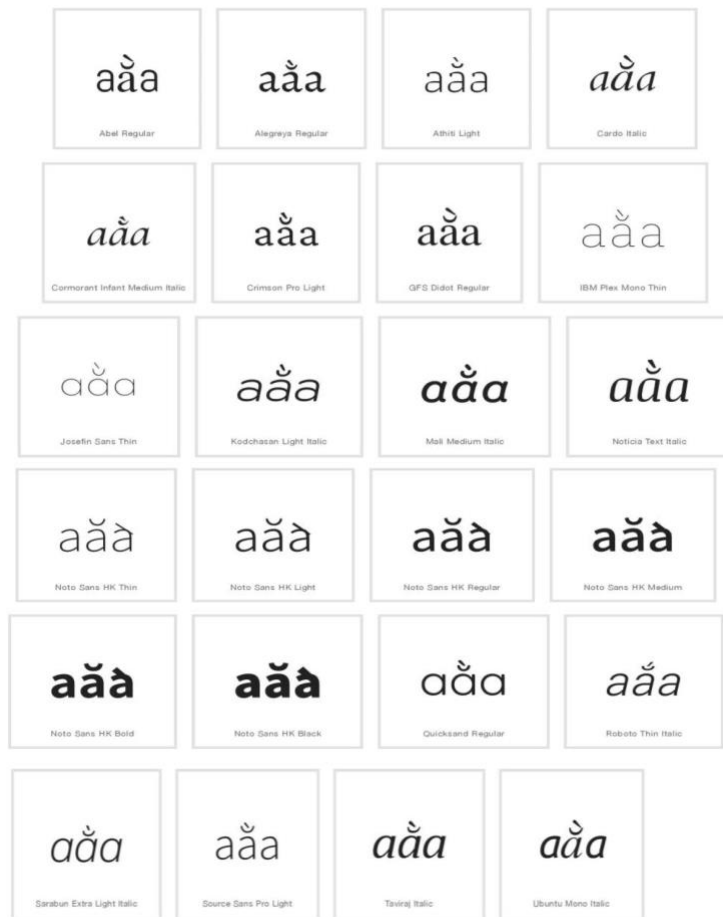 aằa
Abel Regular
aằa
Alegreya Regular
aằa
Athiti Light
aằa
Cardo Italic
aằa
Cormorant Infant Medium Italic
aằa
Crimson Pro Light
aằa
GFS Didot Regular
aằa
IBM Plex Mono Thin
aằa
Josefin Sans Thin
aằa
Kodchasan Light Italic
aằa
Mali Medium Italic
aằa
Noticia Text Italic
aăà
Noto Sans HK Thin
aăà
Noto Sans HK Light
aăà
Noto Sans HK Regular
aăà
Noto Sans HK Medium
aăà
Noto Sans HK Bold
aăà
Noto Sans HK Black
aằa
Quicksand Regular
aắa
Roboto Thin Italic
aằa
Sarabun Extra Light Italic
aằa
Source Sans Pro Light
aằa
Taviraj Italic
aằa
Ubuntu Mono Italic